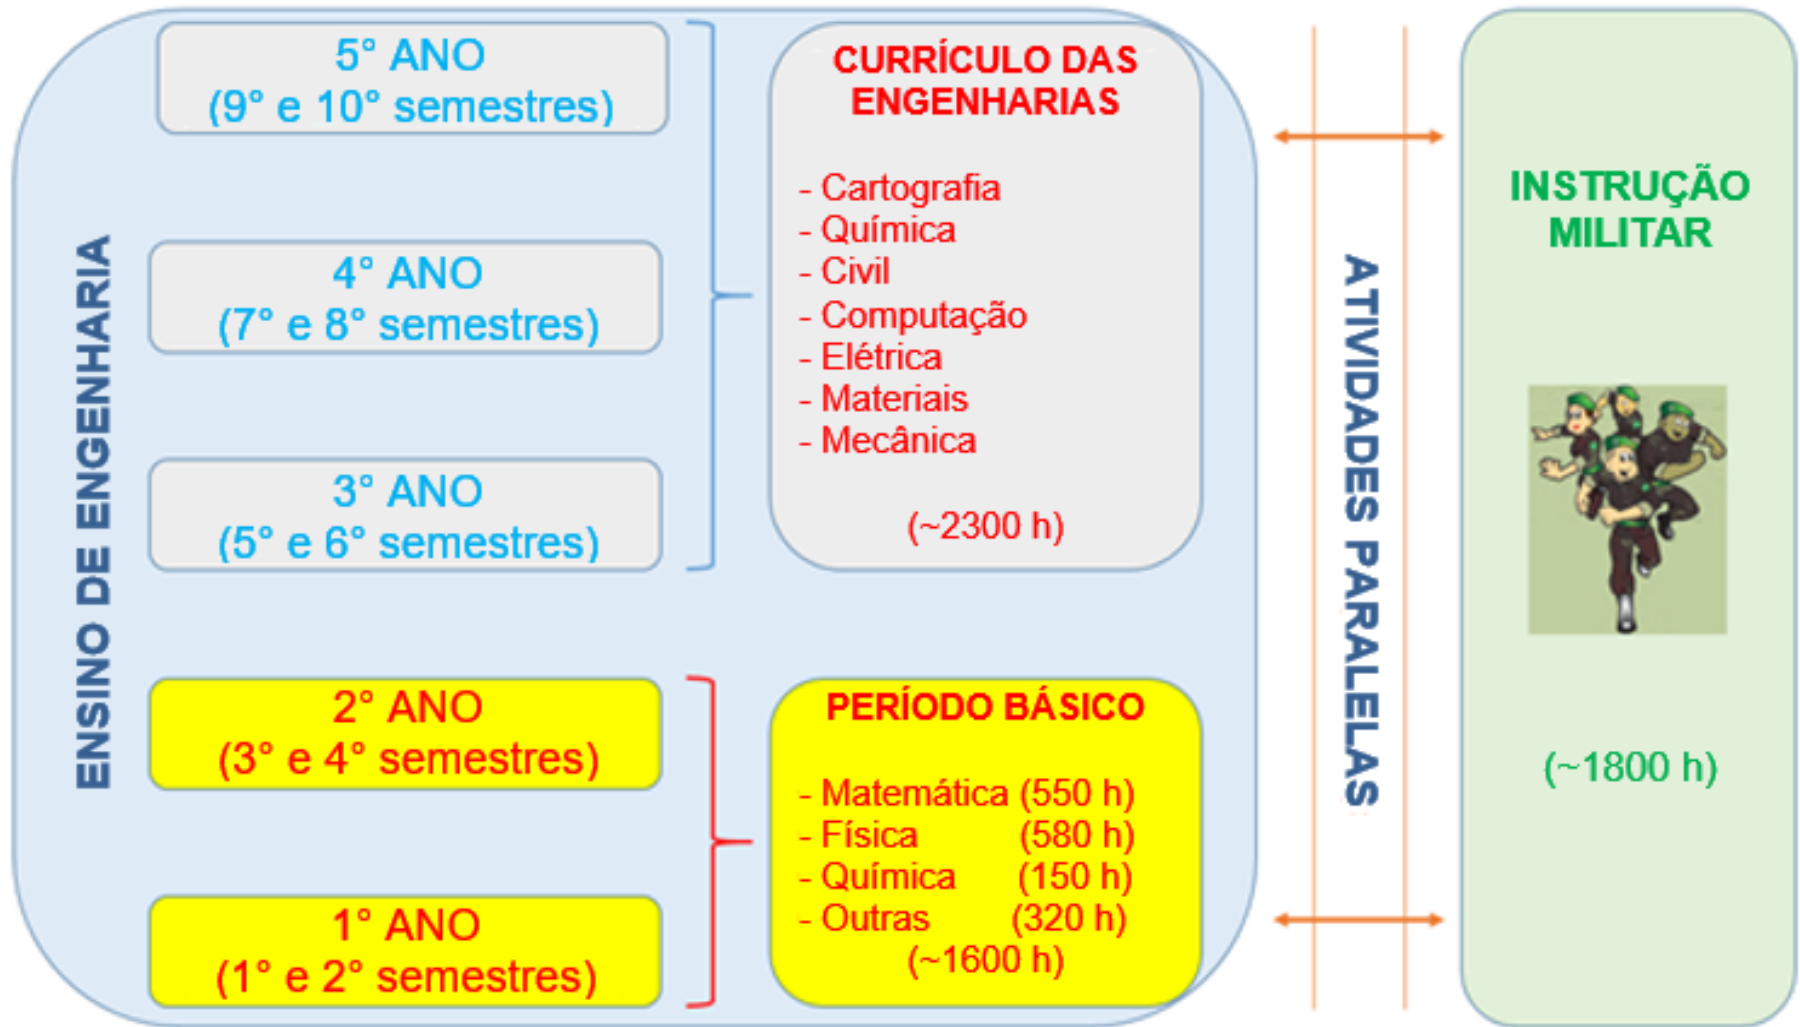 ENSINO DE ENGENHARIA
5° ANO
(9° e 10° semestres)
4° ANO
(7° e 8° semestres)
3° ANO
(5° e 6° semestres)
2° ANO
(3° e 4° semestres)
1° ANO
(1° e 2° semestres)
CURRÍCULO DAS
ENGENHARIAS
- Cartografia
- Química
- Civil
- Computação
- Elétrica
- Materiais
- Mecânica
(~2300 h)
PERÍODO BÁSICO
- Matemática (550 h)
- Física (580 h)
- Química (150 h)
- Outras (320 h)
(~1600 h)
ATIVIDADES PARALELAS
INSTRUÇÃO
MILITAR
(~1800 h)